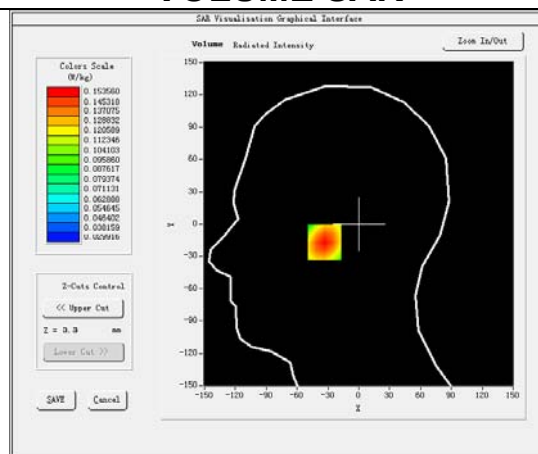 VOLUME SAR
SAR Visualisation Graphical Interface
Volume Radiated Intensity
Zoom In/Out
Colors Scale
(W/kg)
0.153560
0.145318
0.137075
0.128832
0.120589
0.112346
0.104103
0.095860
0.087617
0.079374
0.071131
0.062888
0.054645
0.046402
0.038159
0.029916
Z-Cuts Control
<< Upper Cut
Z = 3.3 mm
Lower Cut >>
SAVE Cancel
150
120
90
60
30
0
-30
-60
-90
-120
-150
Y
-150 -120 -90 -60 -30 0 30 60 90 120 150
X